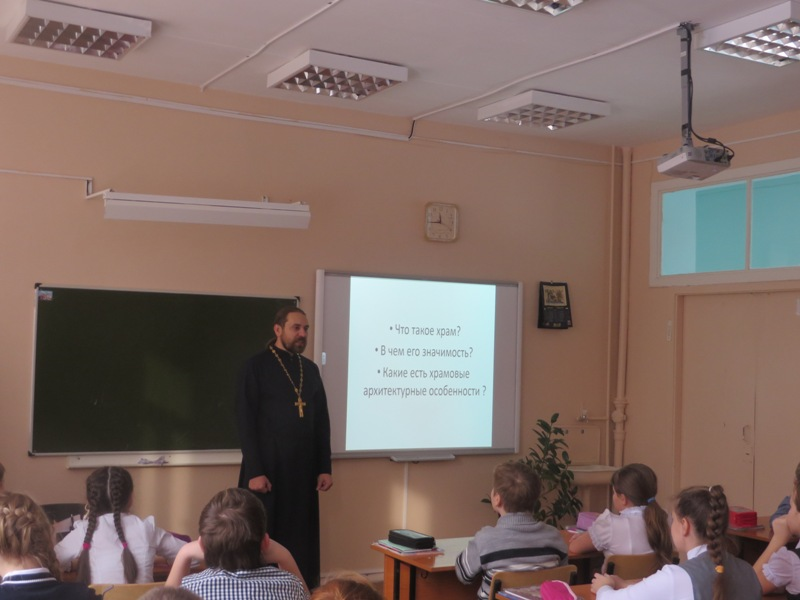 • Что такое храм?
• В чем его значимость?
• Какие есть храмовые
архитектурные особенности ?